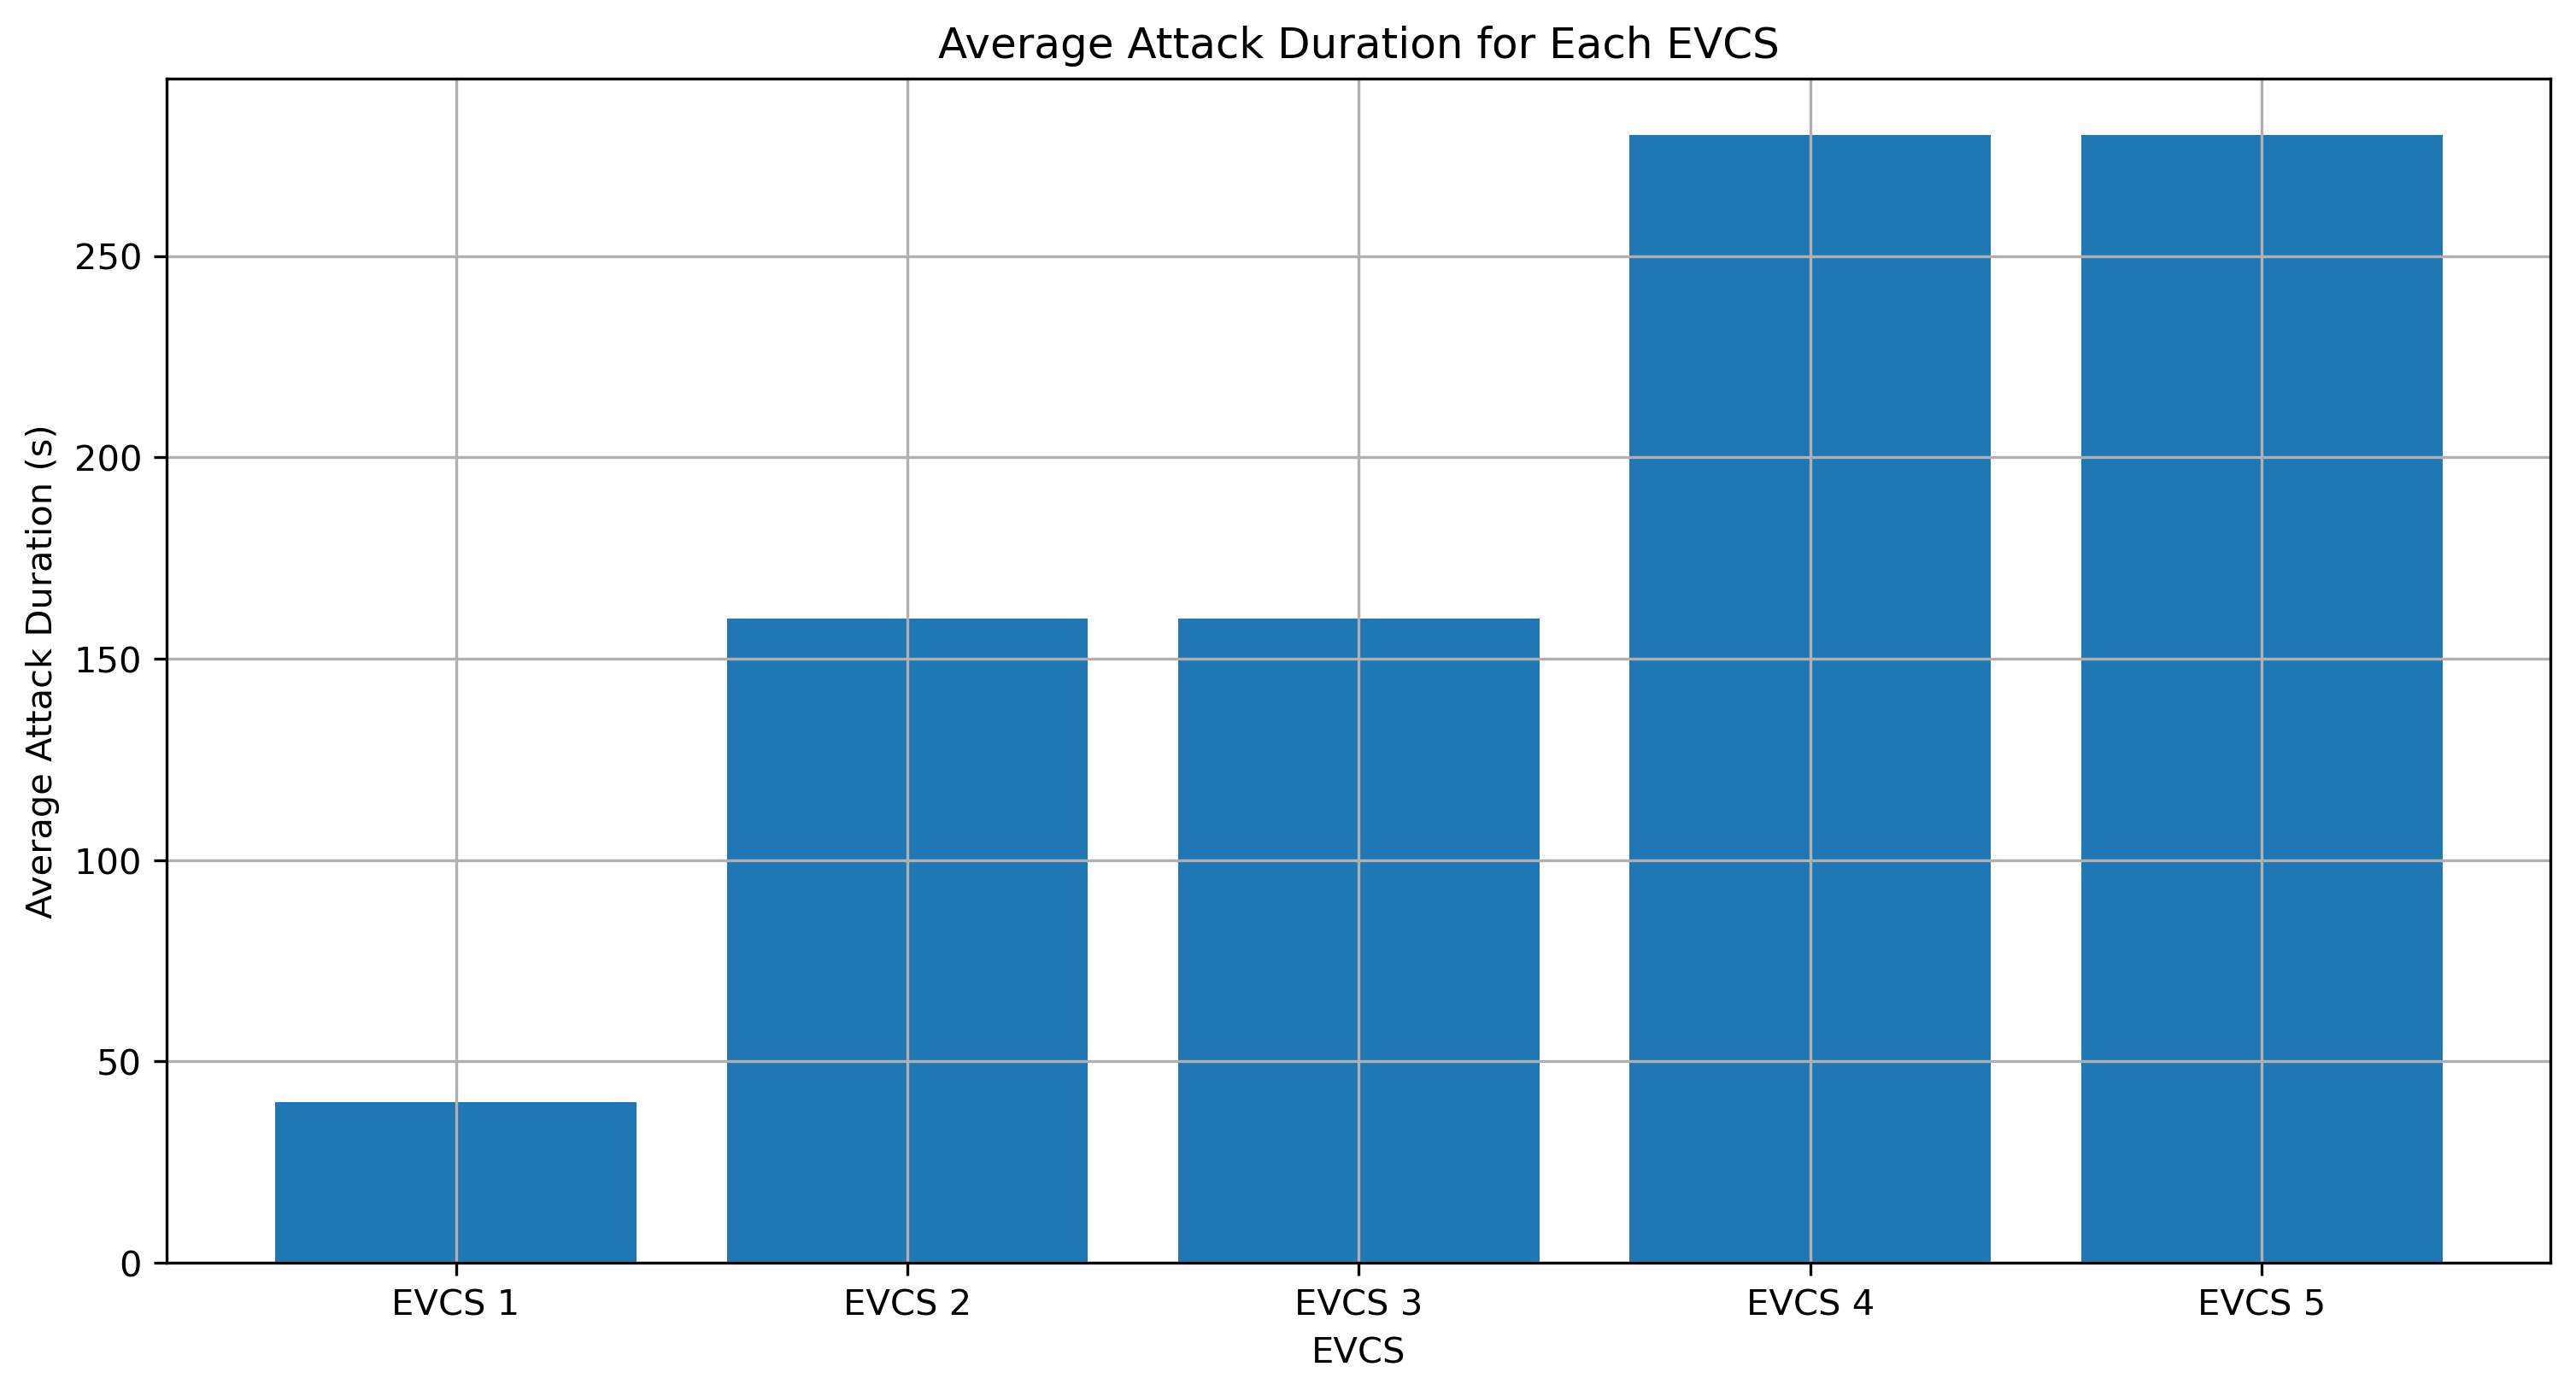 Average Attack Duration for Each EVCS
Average Attack Duration (s)
250
200
150
100
50
0
EVCS 1 EVCS 2 EVCS 3 EVCS 4 EVCS 5
EVCS